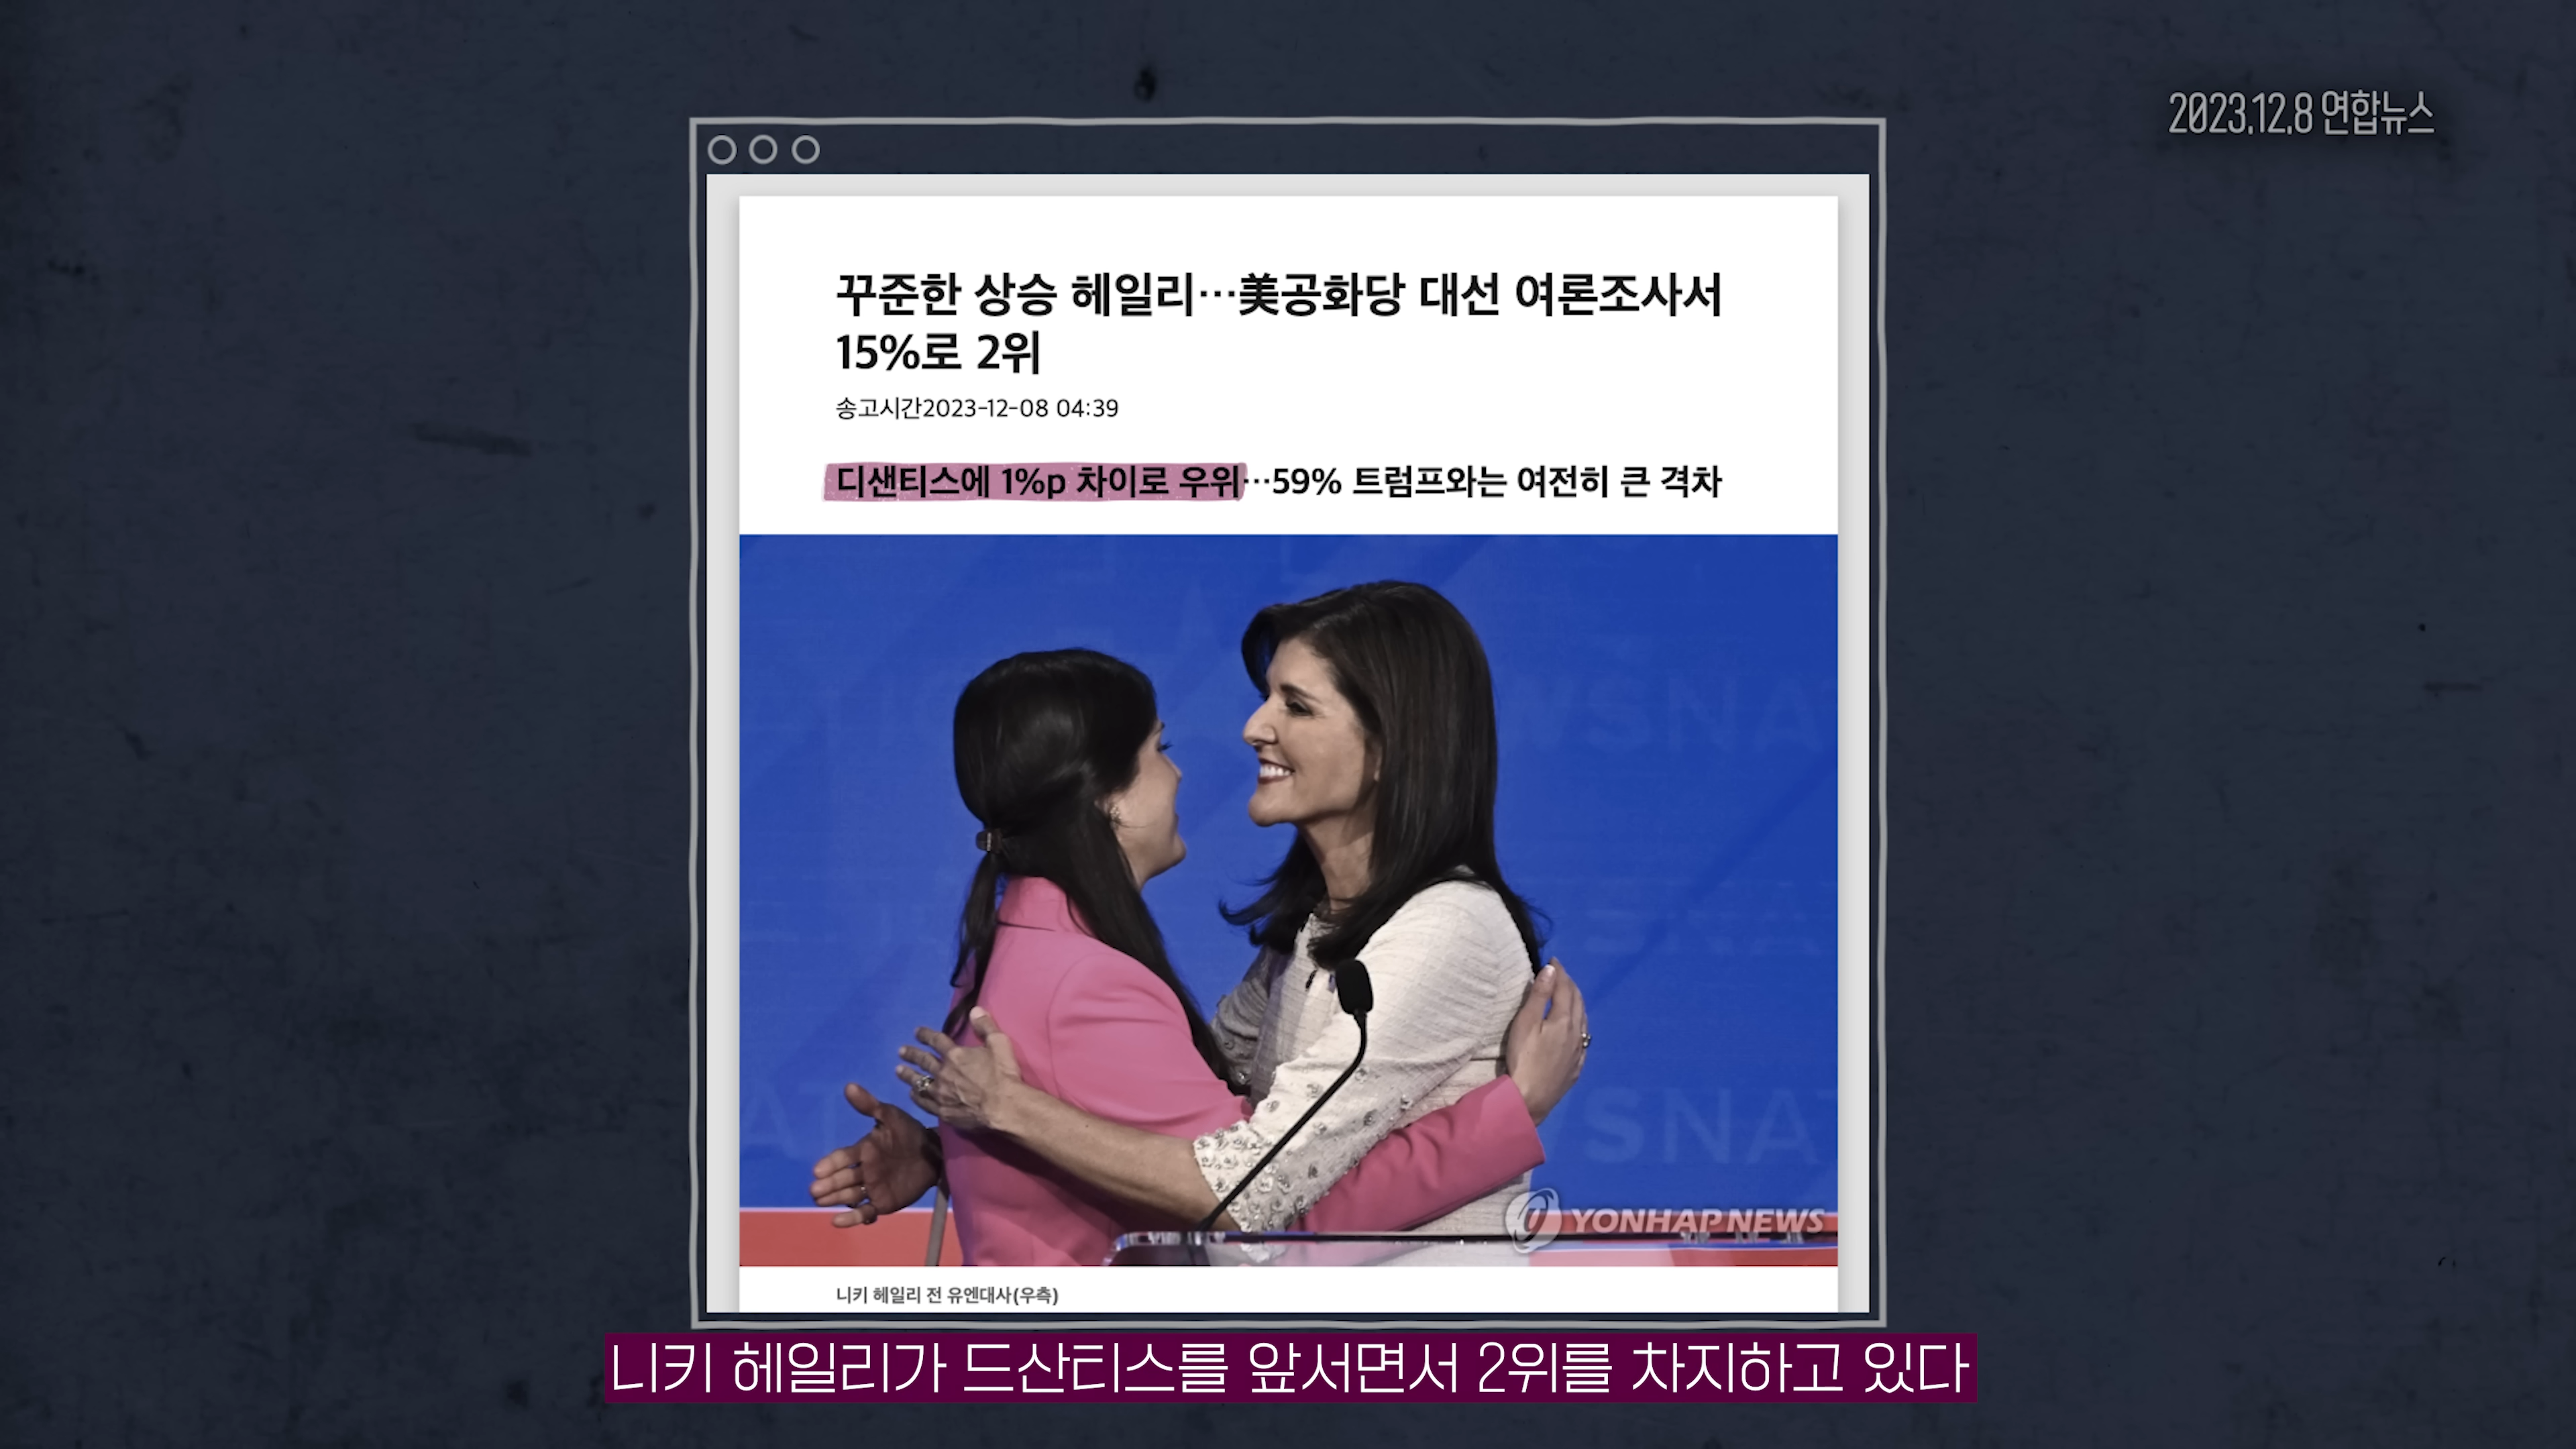 2023.12.8 연합뉴스
꾸준한 상승 헤일리…美공화당 대선 여론조사서
15%로 2위
송고시간2023-12-08 04:39
디샌티스에 1%p 차이로 우위…59% 트럼프와는 여전히 큰 격차
WSNA
SNA
YONHAP NEWS
니키 헤일리 전 유엔대사(우측)
니키 헤일리가 드산티스를 앞서면서 2위를 차지하고 있다